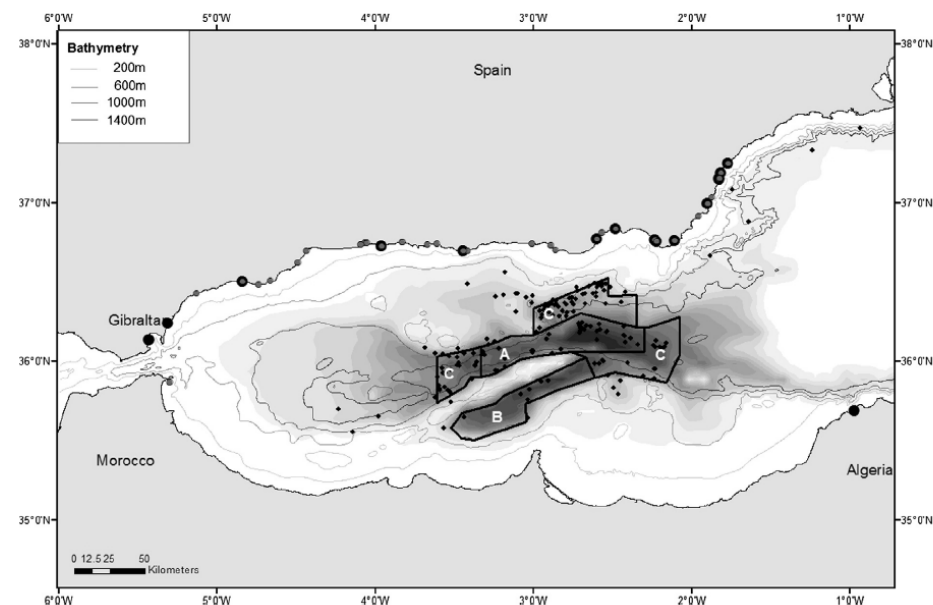 6°0'W 5°0'W 4°0'W 3°0'W 2°0'W 1°0'W
38°0'N 38°0'N
Bathymetry
200m
600m
1000m
1400m
Spain
37°0'N 37°0'N
Gibralta
C
36°0'N A 36°0'N
C C
B
Morocco Algeria
35°0'N 35°0'N
0 12.5 25 50
Kilometers
6°0'W 5°0'W 4°0'W 3°0'W 2°0'W 1°0'W